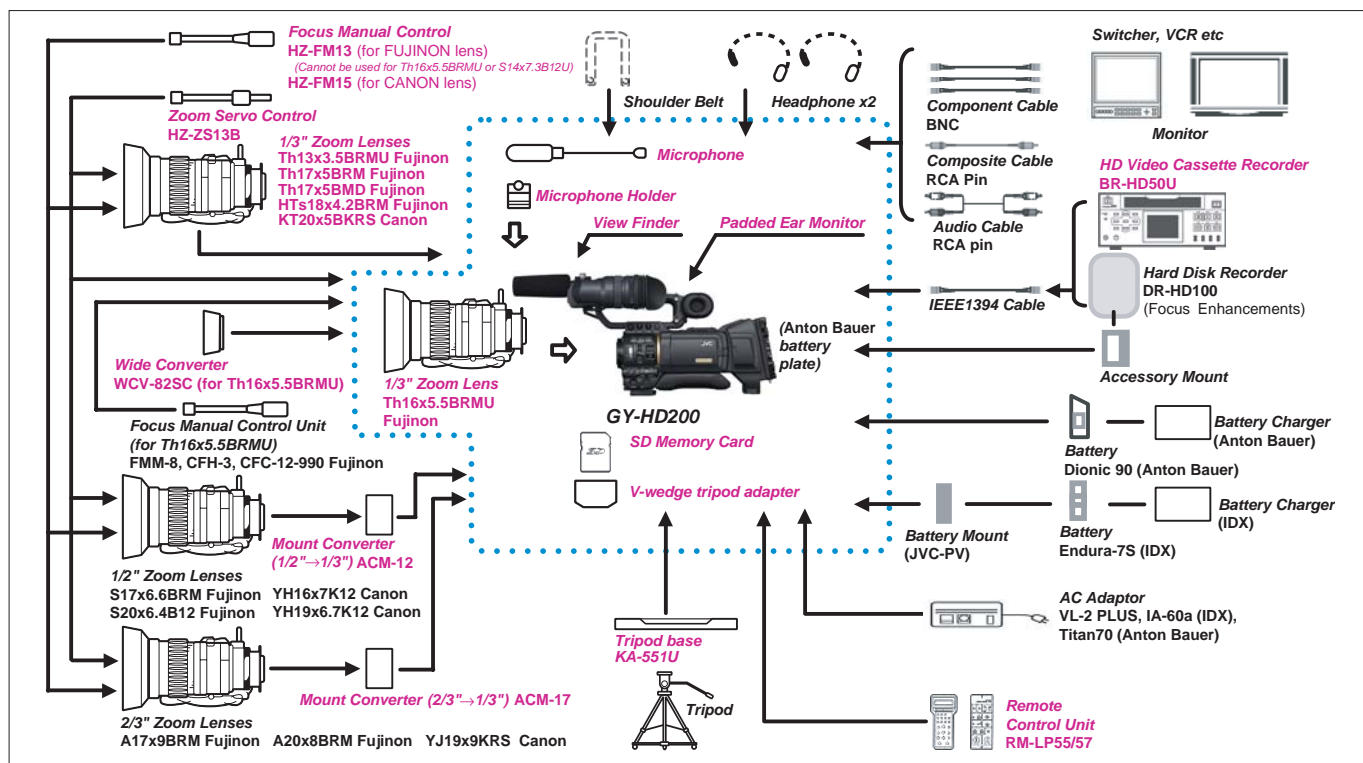 Focus Manual Control
HZ-FM13 (for FUJINON lens)
(Cannot be used for Th16x5.5BRMU or S14x7.3B12U)
HZ-FM15 (for CANON lens)
Zoom Servo Control
HZ-ZS13B
1/3" Zoom Lenses
Th13x3.5BRMU Fujinon
Th17x5BRM Fujinon
Th17x5BMD Fujinon
HTs18x4.2BRM Fujinon
KT20x5BKRS Canon
Shoulder Belt
Headphone x2
Microphone
Microphone Holder
View Finder
Padded Ear Monitor
Component Cable
BNC
Composite Cable
RCA Pin
Audio Cable
RCA pin
Switcher, VCR etc
Monitor
HD Video Cassette Recorder
BR-HD50U
Hard Disk Recorder
DR-HD100
(Focus Enhancements)
IEEE1394 Cable
Accessory Mount
(Anton Bauer
battery
plate)
JVC
Wide Converter
WCV-82SC (for Th16x5.5BRMU)
1/3" Zoom Lens
Th16x5.5BRMU
Fujinon
GY-HD200
SD Memory Card
V-wedge tripod adapter
Focus Manual Control Unit
(for Th16x5.5BRMU)
FMM-8, CFH-3, CFC-12-990 Fujinon
Mount Converter
(1/2"→1/3") ACM-12
1/2" Zoom Lenses
S17x6.6BRM Fujinon YH16x7K12 Canon
S20x6.4B12 Fujinon YH19x6.7K12 Canon
Mount Converter (2/3"→1/3") ACM-17
2/3" Zoom Lenses
A17x9BRM Fujinon A20x8BRM Fujinon YJ19x9KRS Canon
Tripod base
KA-551U
Tripod
Battery
Dionic 90 (Anton Bauer)
Battery Charger
(Anton Bauer)
Battery Mount
(JVC-PV)
Battery
Endura-7S (IDX)
Battery Charger
(IDX)
AC Adaptor
VL-2 PLUS, IA-60a (IDX),
Titan70 (Anton Bauer)
Remote
Control Unit
RM-LP55/57